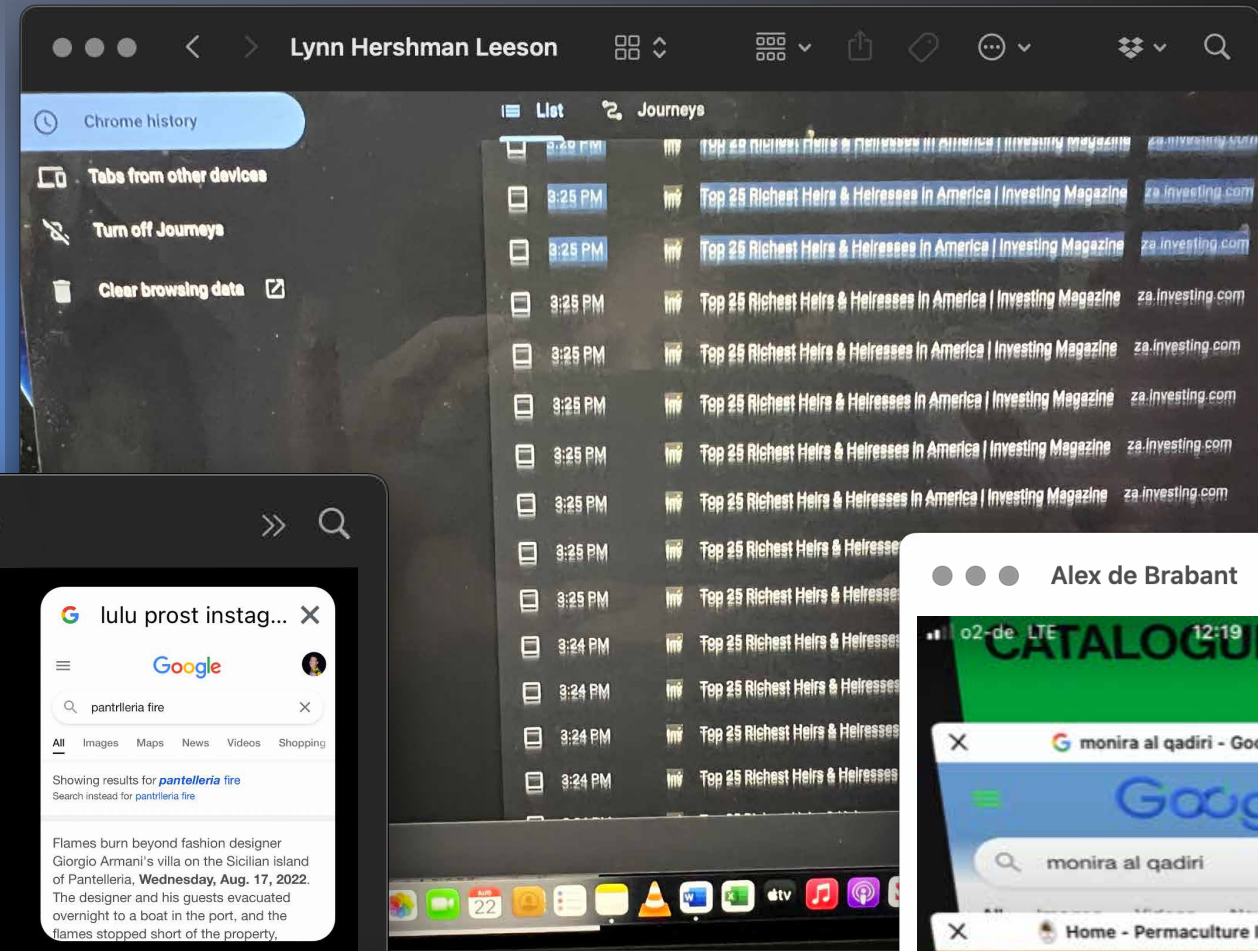 Lynn Hershman Leeson
Chrome history
List
Journeys
Tabs from other devices
Turn off Journeys
Clear browsing data
3:25 PM Top 25 Richest Heirs & Heiresses in America | Investing Magazine za.investing.com
3:25 PM Top 25 Richest Heirs & Heiresses in America | Investing Magazine za.investing.com
3:25 PM Top 25 Richest Heirs & Heiresses in America | Investing Magazine za.investing.com
3:25 PM Top 25 Richest Heirs & Heiresses in America | Investing Magazine za.investing.com
3:25 PM Top 25 Richest Heirs & Heiresses in America | Investing Magazine za.investing.com
3:25 PM Top 25 Richest Heirs & Heiresses in America | Investing Magazine za.investing.com
3:25 PM Top 25 Richest Heirs & Heiresses in America | Investing Magazine za.investing.com
3:25 PM Top 25 Richest Heirs & Heiresse
3:25 PM Top 25 Richest Heirs & Heiresse
3:24 PM Top 25 Richest Heirs & Heiresses
3:24 PM Top 25 Richest Heirs & Heiresses
3:24 PM Top 25 Richest Heirs & Heiresses
3:24 PM Top 25 Richest Heirs & Heiresses
AUG
22
tv
lulu prost instag...
Google
pantrlleria fire
All Images Maps News Videos Shopping
Showing results for pantelleria fire
Search instead for pantrlleria fire
Flames burn beyond fashion designer
Giorgio Armani's villa on the Sicilian island
of Pantelleria, Wednesday, Aug. 17, 2022.
The designer and his guests evacuated
overnight to a boat in the port, and the
flames stopped short of the property,
Alex de Brabant
o2-de LTE 12:19
CATALOGU
monira al qadiri - Goo
Goog
monira al qadiri
Home - Permaculture